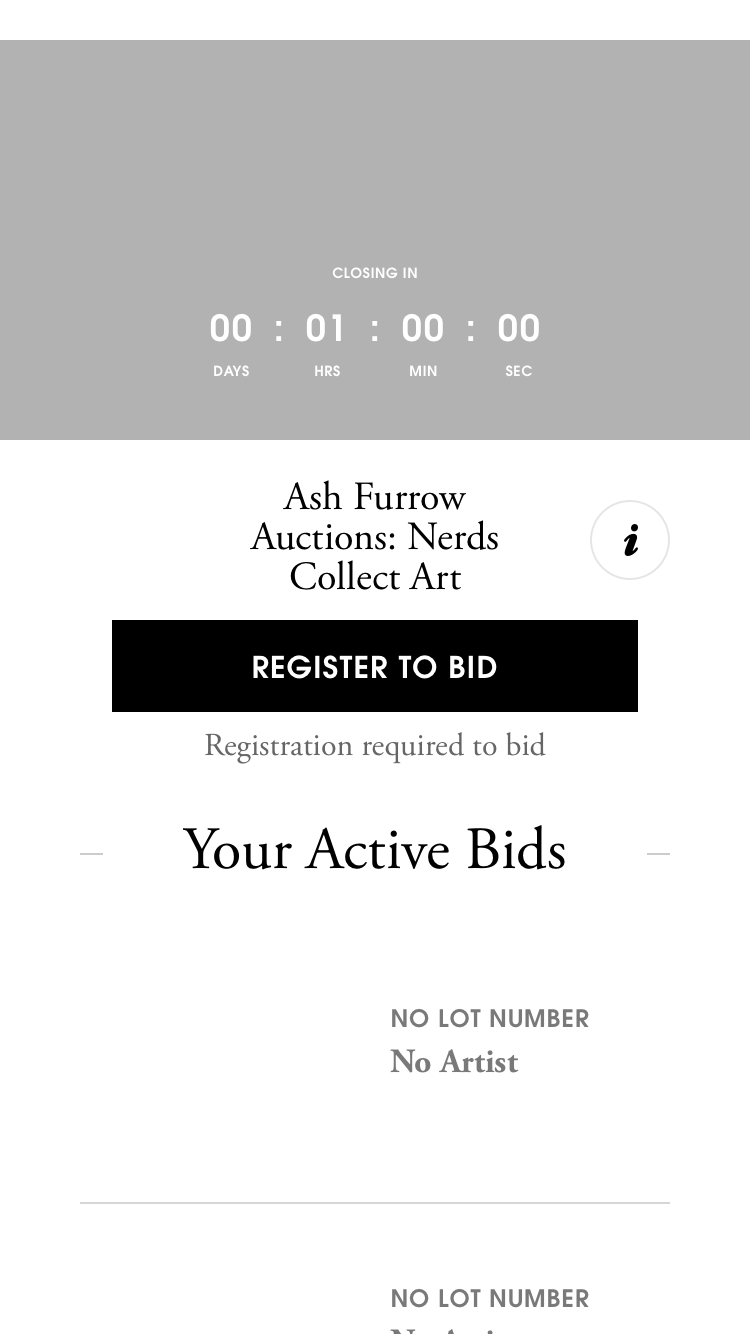 CLOSING IN
00 : 01 : 00 : 00
DAYS HRS MIN SEC
Ash Furrow
Auctions: Nerds
Collect Art
i
REGISTER TO BID
Registration required to bid
Your Active Bids
NO LOT NUMBER
No Artist
NO LOT NUMBER